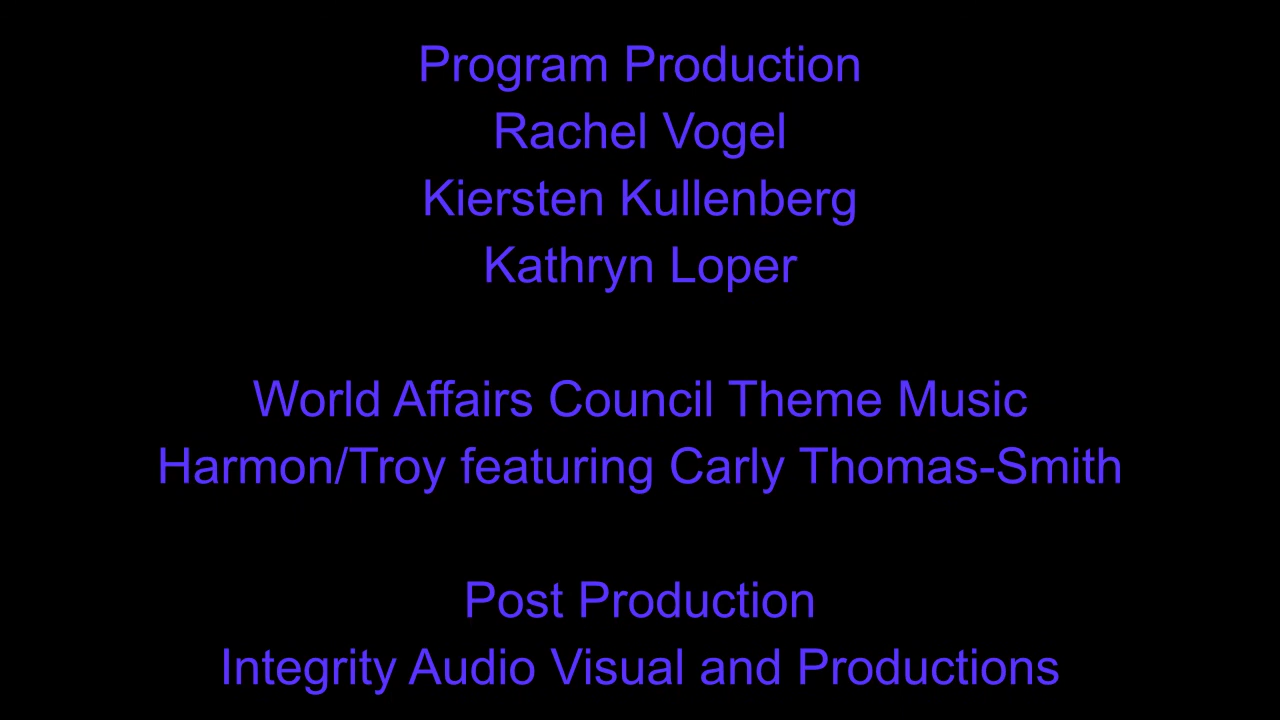 Program Production
Rachel Vogel
Kiersten Kullenberg
Kathryn Loper
World Affairs Council Theme Music
Harmon/Troy featuring Carly Thomas-Smith
Post Production
Integrity Audio Visual and Productions